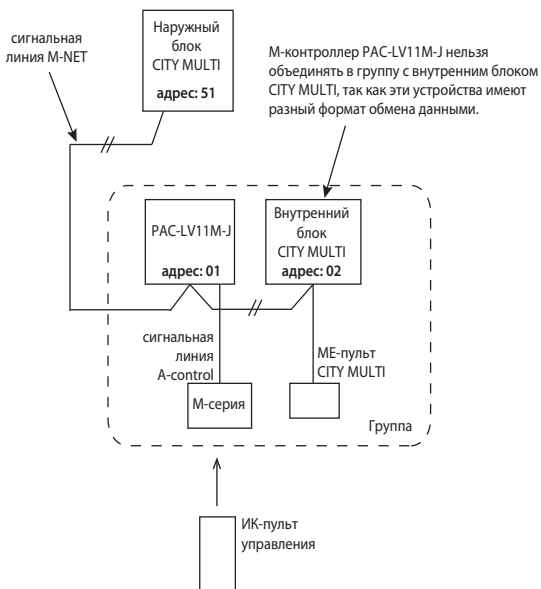 сигнальная
линия M-NET
Наружный
блок
CITY MULTI
адрес: 51
М-контроллер PAC-LV11M-J нельзя
объединять в группу с внутренним блоком
CITY MULTI, так как эти устройства имеют
разный формат обмена данными.
PAC-LV11M-J
адрес: 01
Внутренний
блок
CITY MULTI
адрес: 02
сигнальная
линия
A-control
М-серия
МЕ-пульт
CITY MULTI
Группа
ИК-пульт
управления